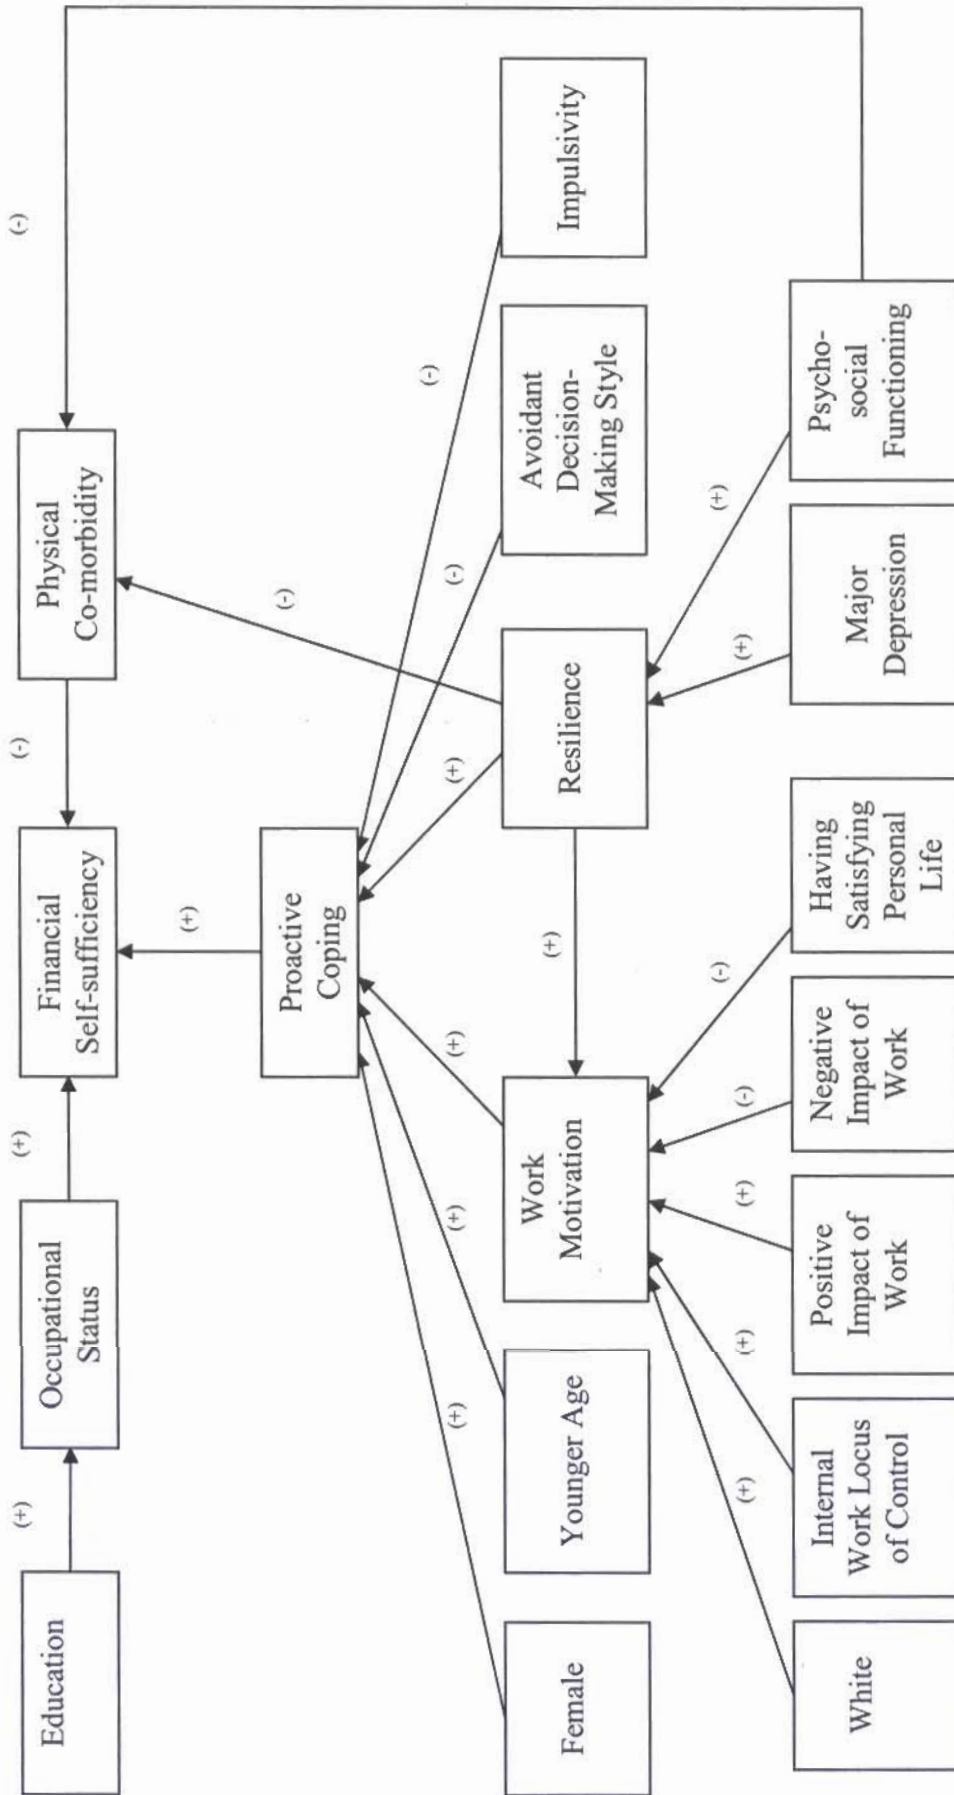 Education
(+)
Occupational
Status
(+)
Financial
Self-sufficiency
(-)
Physical
Co-morbidity
(-)
(+)
Proactive
Coping
(-)
(+)
(+)
(+)
(+)
(-)
(-)
Female
Younger Age
Work
Motivation
(+)
Resilience
Avoidant
Decision-
Making Style
Impulsivity
(+)
(+)
(+)
(-)
(-)
(+)
(+)
White
Internal
Work Locus
of Control
Positive
Impact of
Work
Negative
Impact of
Work
Having
Satisfying
Personal
Life
Major
Depression
Psycho-
social
Functioning